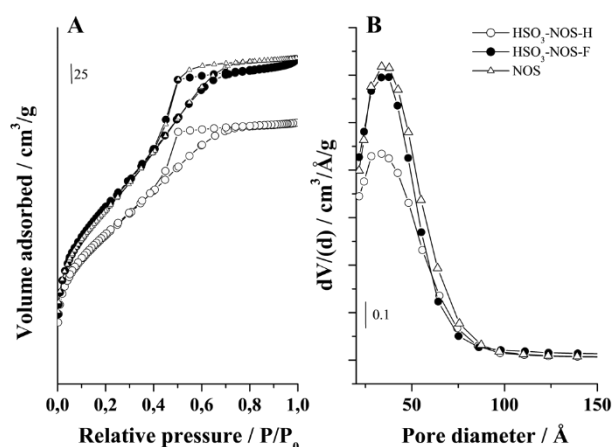 A
25
Volume adsorbed / cm³/g
0,0 0,2 0,4 0,6 0,8 1,0
Relative pressure / P/P₀
B
HSO₃-NOS-H
HSO₃-NOS-F
NOS
dV/(d) / cm³/Å/g
0.1
50 100 150
Pore diameter / Å